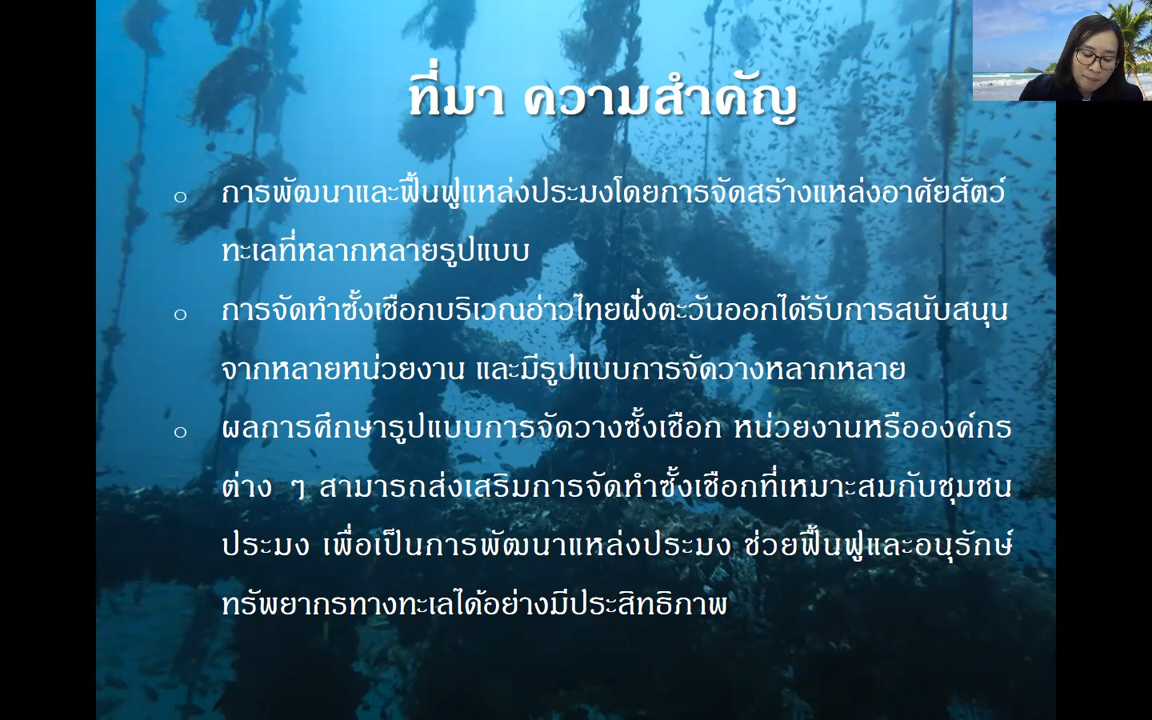 ที่มา ความสำคัญ
○ การพัฒนาและฟื้นฟูแหล่งประมงโดยการจัดสร้างแหล่งอาศัยสัตว์
ทะเลที่หลากหลายรูปแบบ
○ การจัดทำซั้งเชือกบริเวณอ่าวไทยฝั่งตะวันออกได้รับการสนับสนุน
จากหลายหน่วยงาน และมีรูปแบบการจัดวางหลากหลาย
○ ผลการศึกษารูปแบบการจัดวางซั้งเชือก หน่วยงานหรือองค์กร
ต่าง ๆ สามารถส่งเสริมการจัดทำซั้งเชือกที่เหมาะสมกับชุมชน
ประมง เพื่อเป็นการพัฒนาแหล่งประมง ช่วยฟื้นฟูและอนุรักษ์
ทรัพยากรทางทะเลได้อย่างมีประสิทธิภาพ